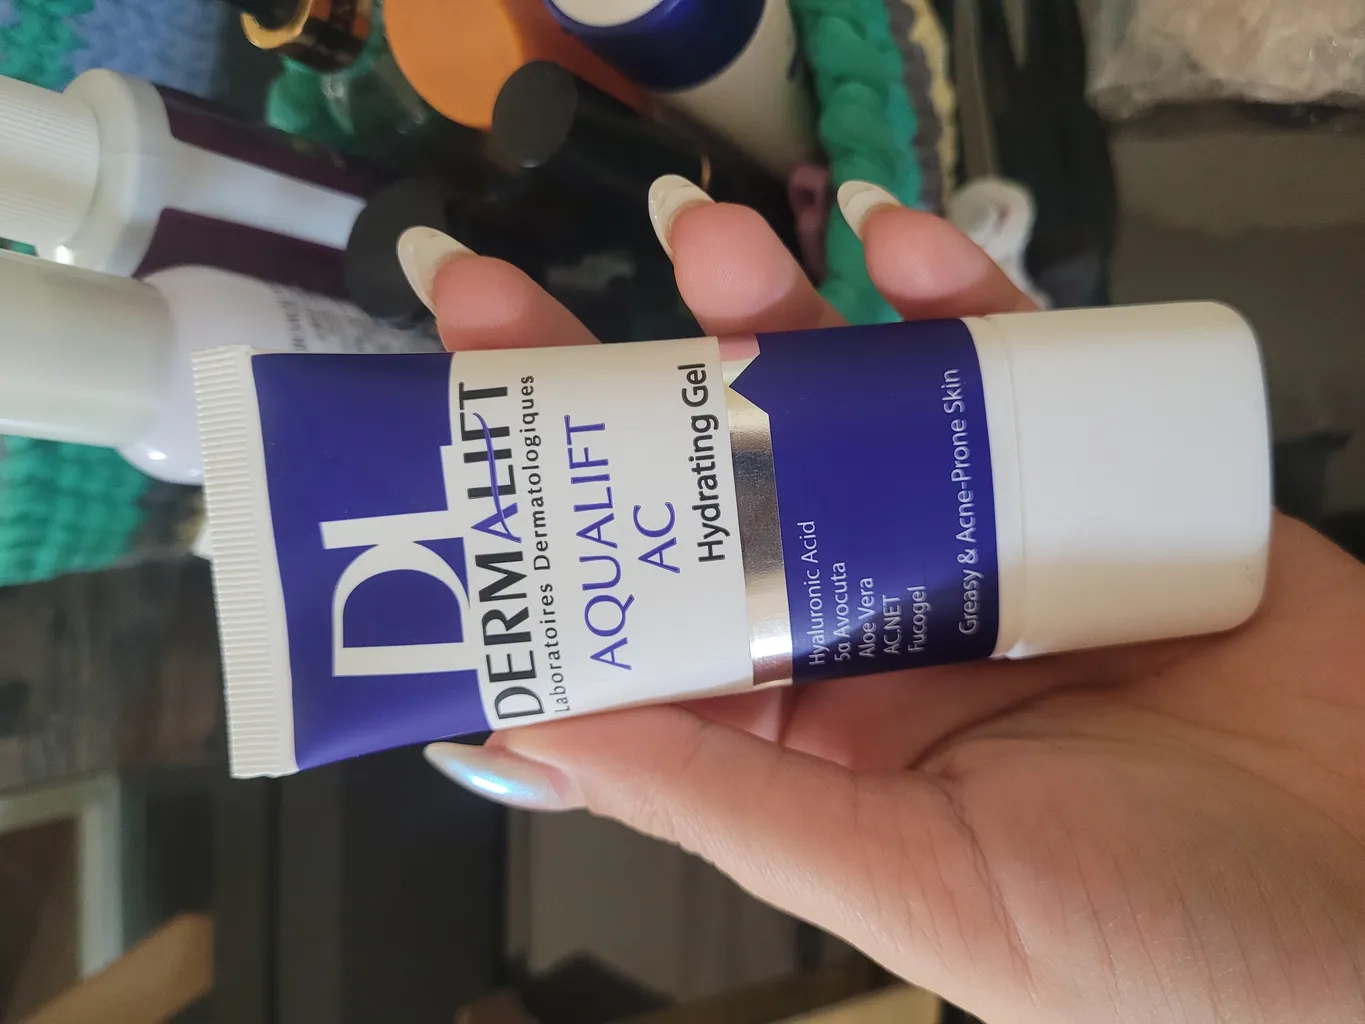 DL
DERMALIFT
Laboratoires Dermatologiques
AQUALIFT
AC
Hydrating Gel
Hyaluronic Acid
5α Avocuta
Aloe Vera
AC.NET
Fucogel
Greasy & Acne-Prone Skin